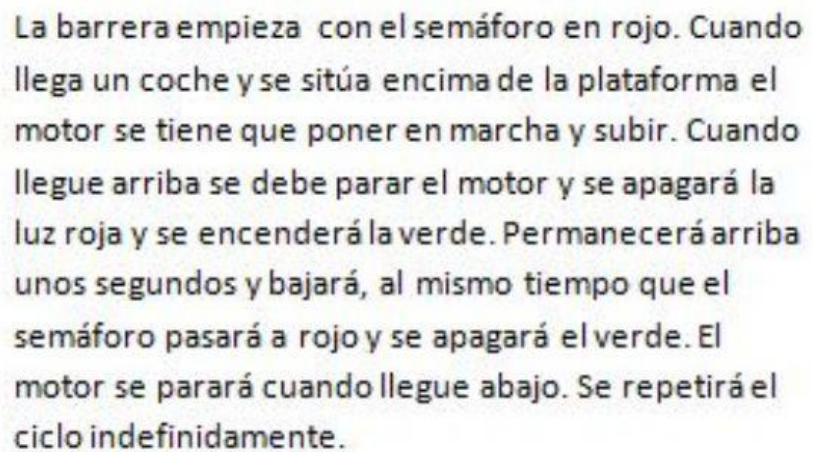 La barrera empieza con el semáforo en rojo. Cuando
llega un coche y se sitúa encima de la plataforma el
motor se tiene que poner en marcha y subir. Cuando
llegue arriba se debe parar el motor y se apagará la
luz roja y se encenderá la verde. Permanecerá arriba
unos segundos y bajará, al mismo tiempo que el
semáforo pasará a rojo y se apagará el verde. El
motor se parará cuando llegue abajo. Se repetirá el
ciclo indefinidamente.